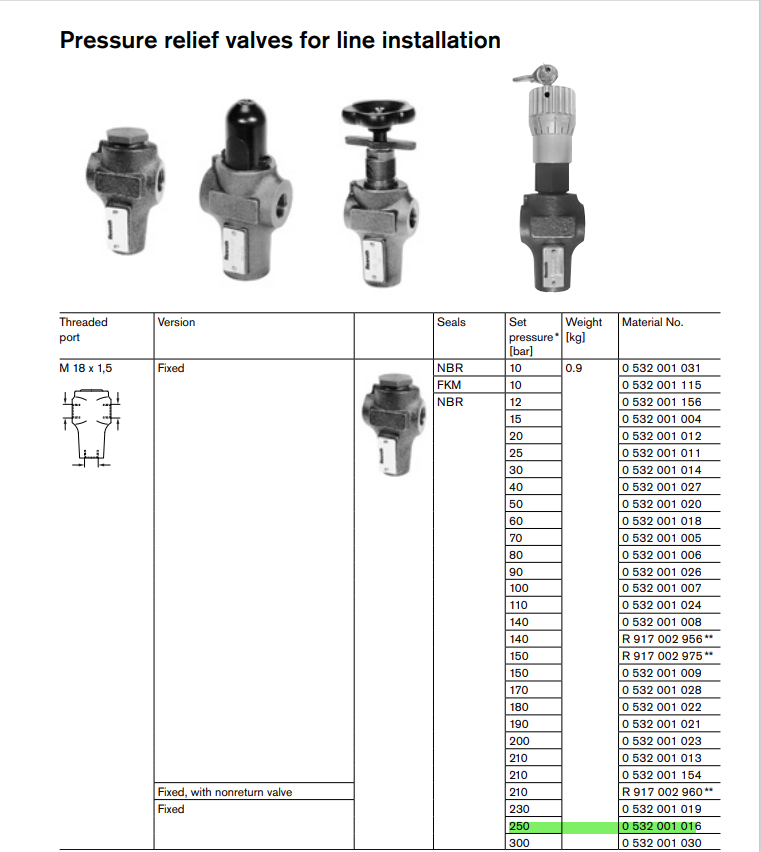 Pressure relief valves for line installation
Threaded port Version Seals Set pressure* [bar] Weight [kg] Material No.
M 18 x 1,5 Fixed NBR 10 0.9 0 532 001 031
FKM 10 0 532 001 115
NBR 12 0 532 001 156
15 0 532 001 004
20 0 532 001 012
25 0 532 001 011
30 0 532 001 014
40 0 532 001 027
50 0 532 001 020
60 0 532 001 018
70 0 532 001 005
80 0 532 001 006
90 0 532 001 026
100 0 532 001 007
110 0 532 001 024
140 0 532 001 008
140 R 917 002 956 **
150 R 917 002 975 **
150 0 532 001 009
170 0 532 001 028
180 0 532 001 022
190 0 532 001 021
200 0 532 001 023
210 0 532 001 013
210 0 532 001 154
Fixed, with nonreturn valve 210 R 917 002 960 **
Fixed 230 0 532 001 019
250 0 532 001 016
300 0 532 001 030